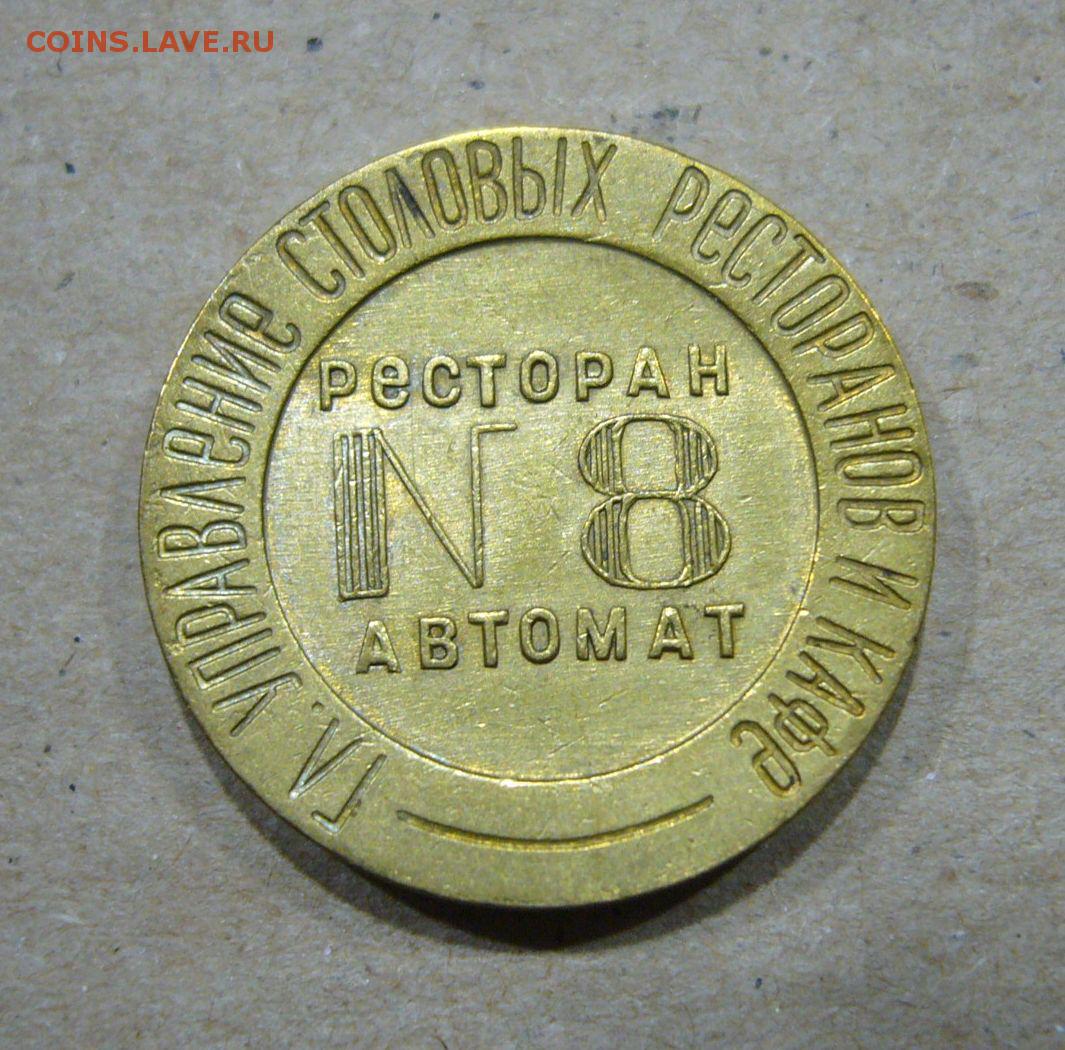 COINS.LAVE.RU
ГЛ. УПРАВЛЕНИЕ СТОЛОВЫХ РЕСТОРАНОВ И КАФЕ
РЕСТОРАН
N 8
АВТОМАТ